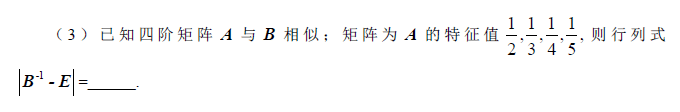 （3）已知四阶矩阵 A 与 B 相似；矩阵为 A 的特征值 1/2, 1/3, 1/4, 1/5, 则行列式
|B⁻¹ - E| =______.